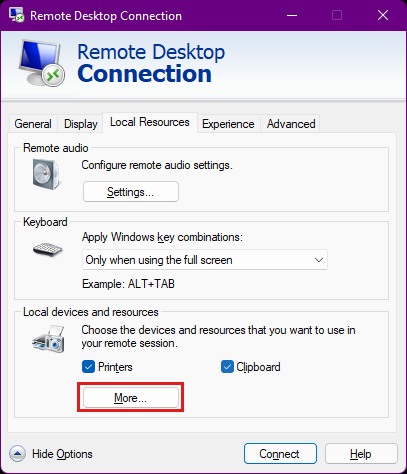 Remote Desktop Connection
Remote Desktop
Connection
General Display Local Resources Experience Advanced
Remote audio
Configure remote audio settings.
Settings...
Keyboard
Apply Windows key combinations:
Only when using the full screen
Example: ALT+TAB
Local devices and resources
Choose the devices and resources that you want to use in
your remote session.
Printers Clipboard
More...
Hide Options Connect Help